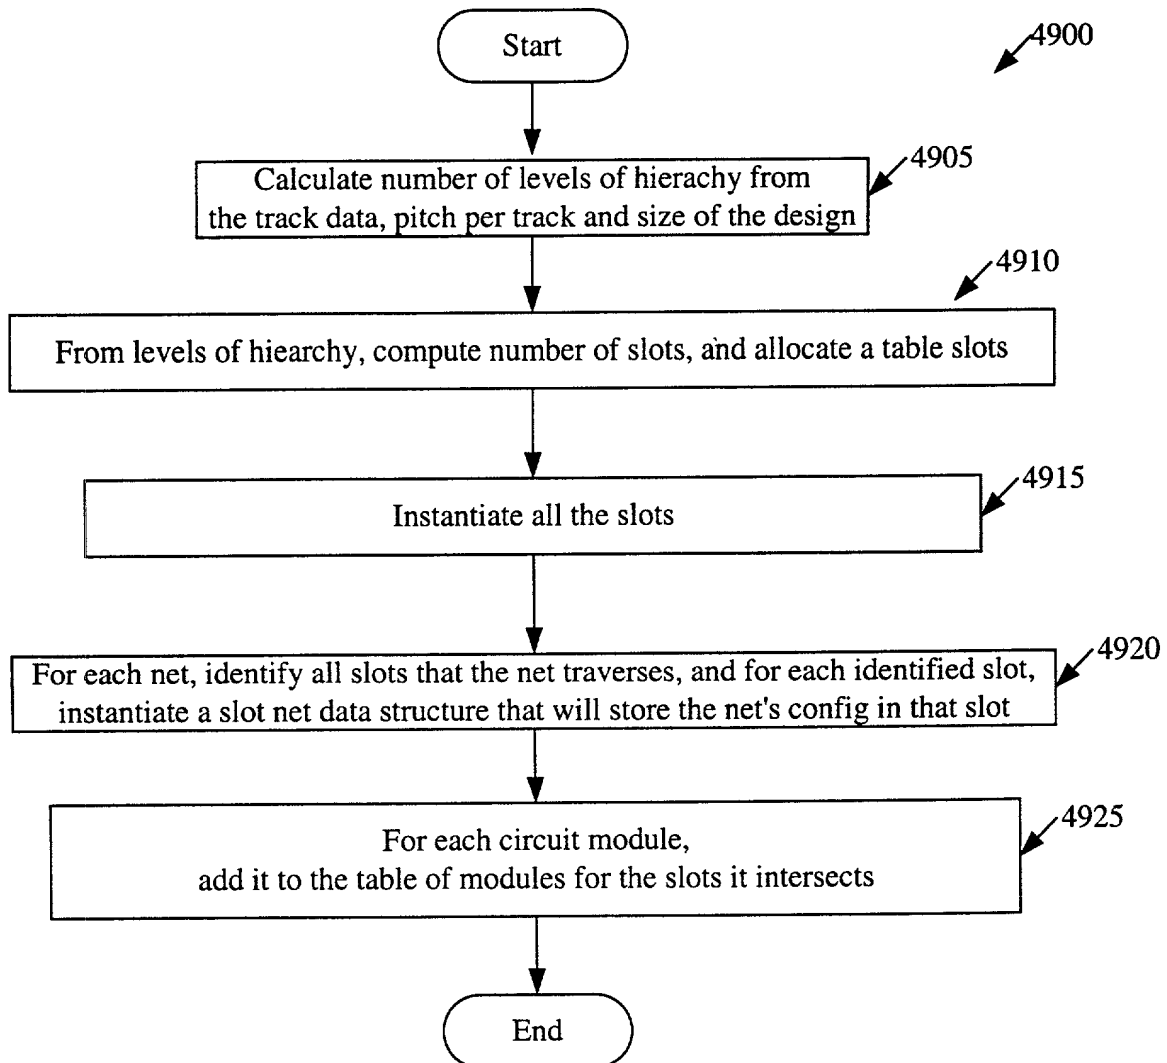 Start
4900
4905
Calculate number of levels of hierachy from
the track data, pitch per track and size of the design
4910
From levels of hiearchy, compute number of slots, and allocate a table slots
4915
Instantiate all the slots
4920
For each net, identify all slots that the net traverses, and for each identified slot,
instantiate a slot net data structure that will store the net's config in that slot
4925
For each circuit module,
add it to the table of modules for the slots it intersects
End